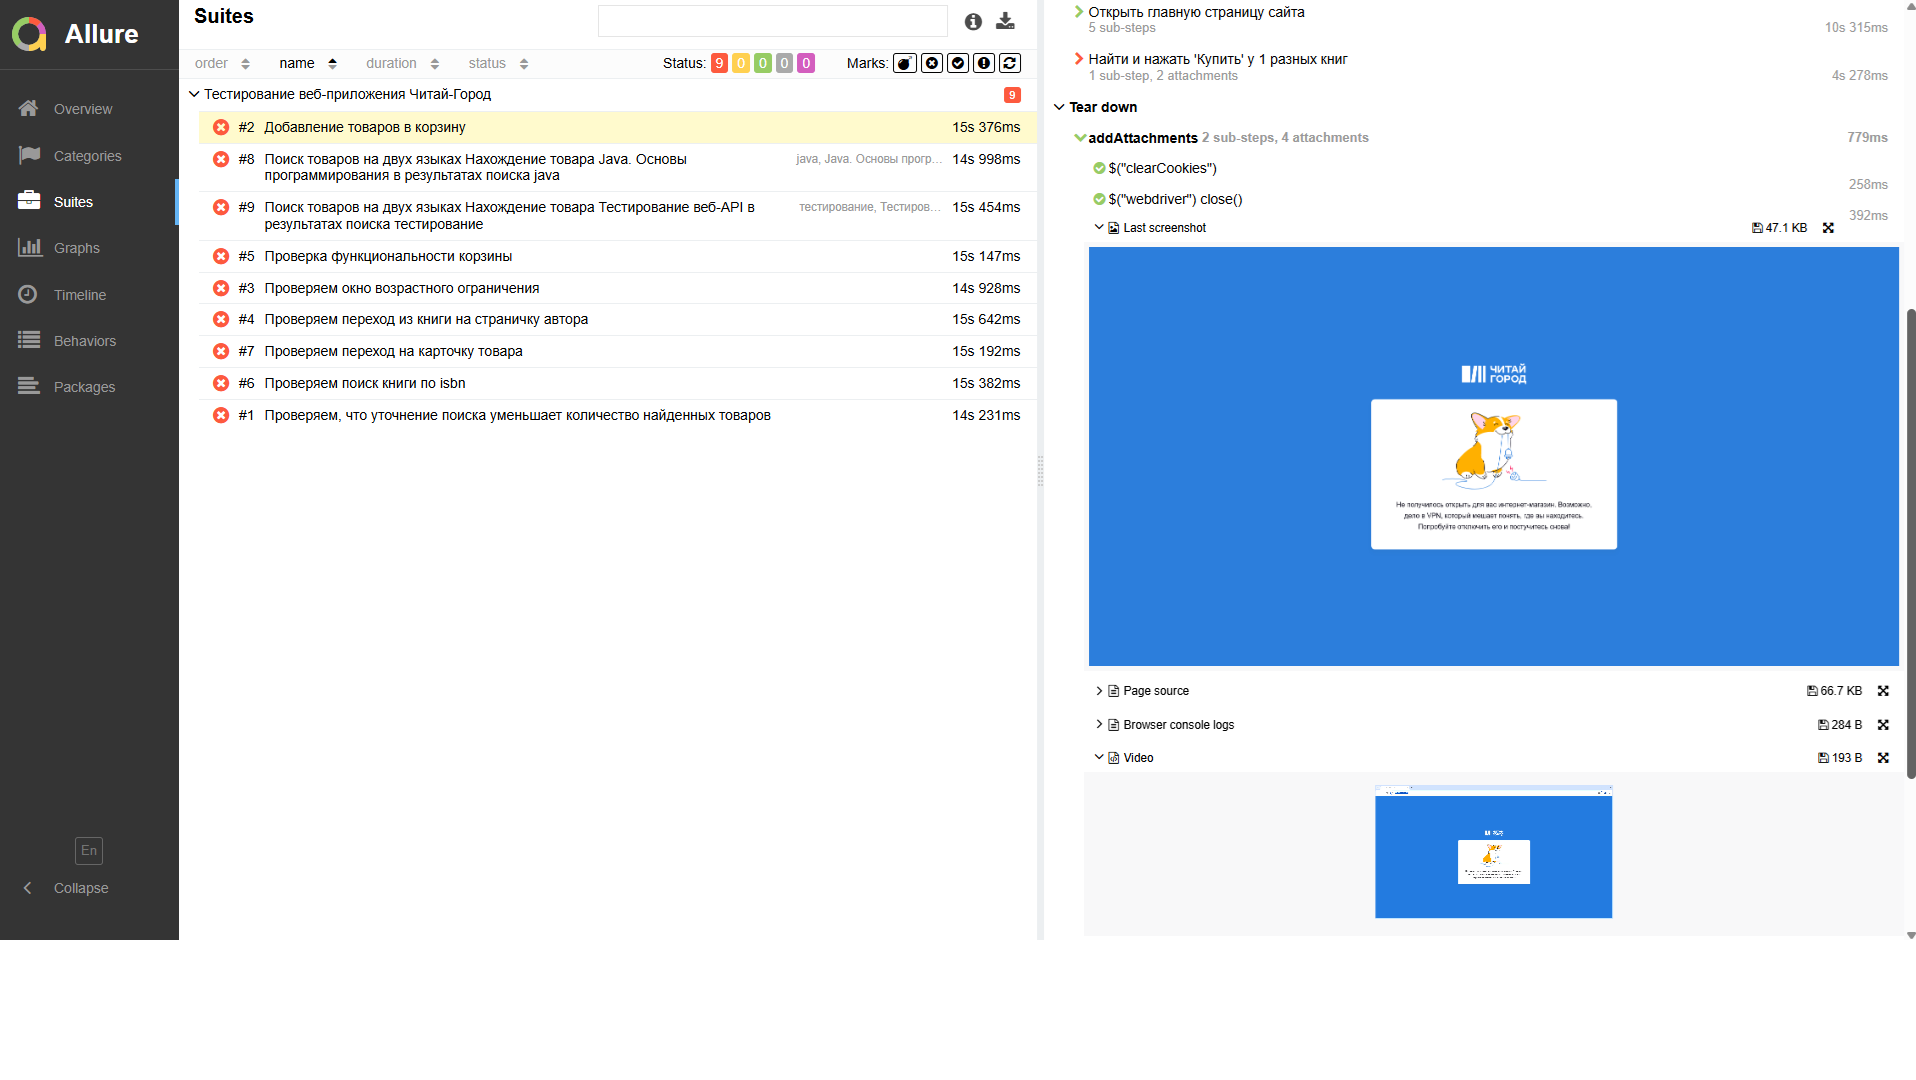 Allure
Overview
Categories
Suites
Graphs
Timeline
Behaviors
Packages
En
Collapse
Suites
order name duration status
Status: 9 0 0 0 0
Marks:
Тестирование веб-приложения Читай-Город 9
#2 Добавление товаров в корзину 15s 376ms
#8 Поиск товаров на двух языках Нахождение товара Java. Основы программирования в результатах поиска java java, Java. Основы прогр... 14s 998ms
#9 Поиск товаров на двух языках Нахождение товара Тестирование веб-API в результатах поиска тестирование тестирование, Тестиров... 15s 454ms
#5 Проверка функциональности корзины 15s 147ms
#3 Проверяем окно возрастного ограничения 14s 928ms
#4 Проверяем переход из книги на страничку автора 15s 642ms
#7 Проверяем переход на карточку товара 15s 192ms
#6 Проверяем поиск книги по isbn 15s 382ms
#1 Проверяем, что уточнение поиска уменьшает количество найденных товаров 14s 231ms
Открыть главную страницу сайта
5 sub-steps 10s 315ms
Найти и нажать 'Купить' у 1 разных книг
1 sub-step, 2 attachments 4s 278ms
Tear down
addAttachments 2 sub-steps, 4 attachments 779ms
$("clearCookies")
258ms
$("webdriver") close()
392ms
Last screenshot 47.1 KB
ЧИТАЙ
ГОРОД
Не получилось открыть для вас интернет-магазин. Возможно,
дело в VPN, который мешает понять, где вы находитесь.
Попробуйте отключить его и постучитесь снова!
Page source 66.7 KB
Browser console logs 284 B
Video 193 B